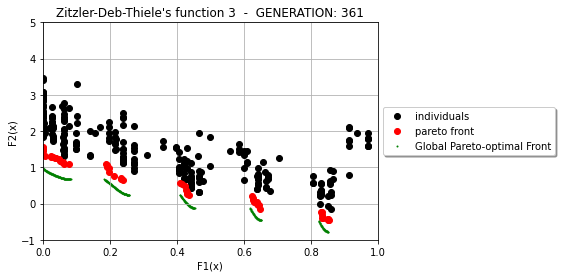 Zitzler-Deb-Thiele's function 3 - GENERATION: 361
5
4
3
2
1
0
−1
F2(x)
0.0 0.2 0.4 0.6 0.8 1.0
F1(x)
individuals
pareto front
Global Pareto-optimal Front